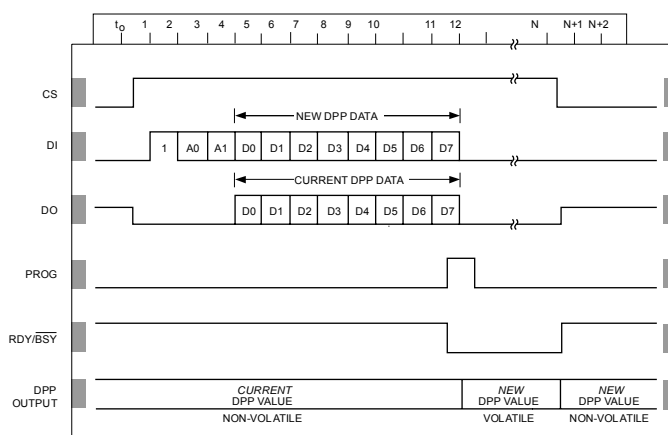 to 1 2 3 4 5 6 7 8 9 10 11 12 N N+1 N+2
CS
NEW DPP DATA
DI 1 A0 A1 D0 D1 D2 D3 D4 D5 D6 D7
CURRENT DPP DATA
DO D0 D1 D2 D3 D4 D5 D6 D7
PROG
RDY/BSY
DPP OUTPUT
CURRENT DPP VALUE
NEW DPP VALUE
NEW DPP VALUE
NON-VOLATILE VOLATILE NON-VOLATILE